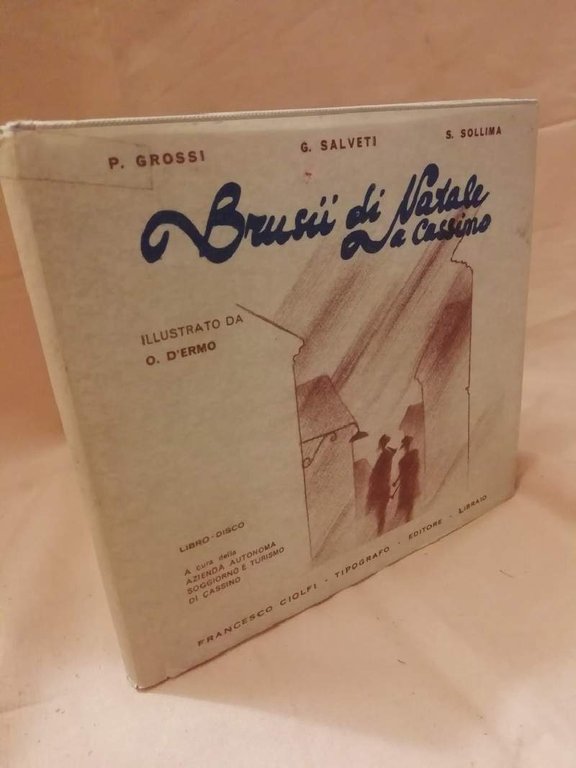 P. GROSSI
G. SALVETI
S. SOLLIMA
Brusii di Natale
a Cassino
ILLUSTRATO DA
O. D'ERMO
LIBRO-DISCO
A cura della
AZIENDA AUTONOMA
SOGGIORNO E TURISMO
DI CASSINO
FRANCESCO CIOLFI - TIPOGRAFO - EDITORE - LIBRAIO